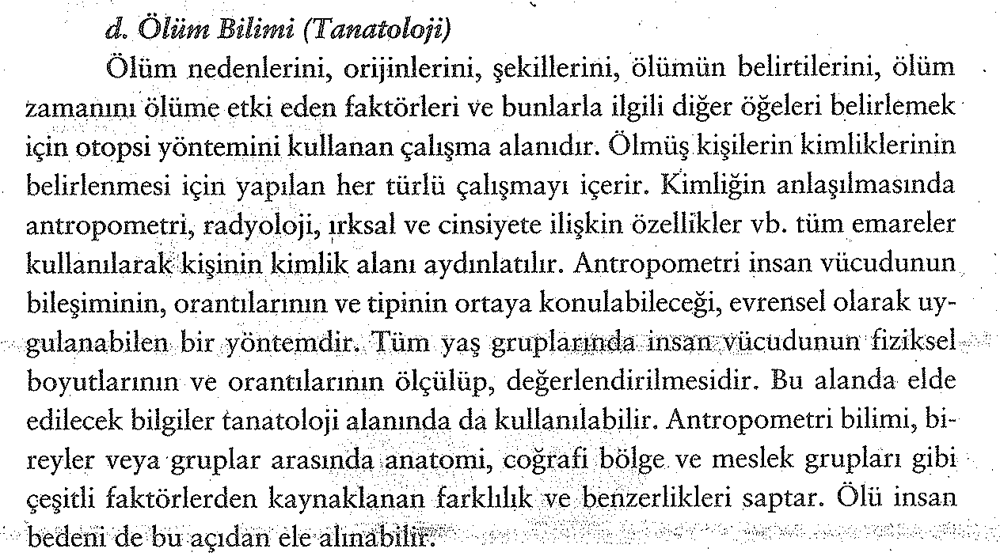 d. Ölüm Bilimi (Tanatoloji)
Ölüm nedenlerini, orijinlerini, şekillerini, ölümün belirtilerini, ölüm
zamanını ölüme etki eden faktörleri ve bunlarla ilgili diğer öğeleri belirlemek
için otopsi yöntemini kullanan çalışma alanıdır. Ölmüş kişilerin kimliklerinin
belirlenmesi için yapılan her türlü çalışmayı içerir. Kimliğin anlaşılmasında
antropometri, radyoloji, ırksal ve cinsiyete ilişkin özellikler vb. tüm emareler
kullanılarak kişinin kimlik alanı aydınlatılır. Antropometri insan vücudunun
bileşiminin, orantılarının ve tipinin ortaya konulabileceği, evrensel olarak uy-
gulanabilen bir yöntemdir. Tüm yaş gruplarında insan vücudunun fiziksel
boyutlarının ve orantılarının ölçülüp, değerlendirilmesidir. Bu alanda elde
edilecek bilgiler tanatoloji alanında da kullanılabilir. Antropometri bilimi, bi-
reyler veya gruplar arasında anatomi, coğrafi bölge ve meslek grupları gibi
çeşitli faktörlerden kaynaklanan farklılık ve benzerlikleri saptar. Ölü insan
bedeni de bu açıdan ele alınabilir.